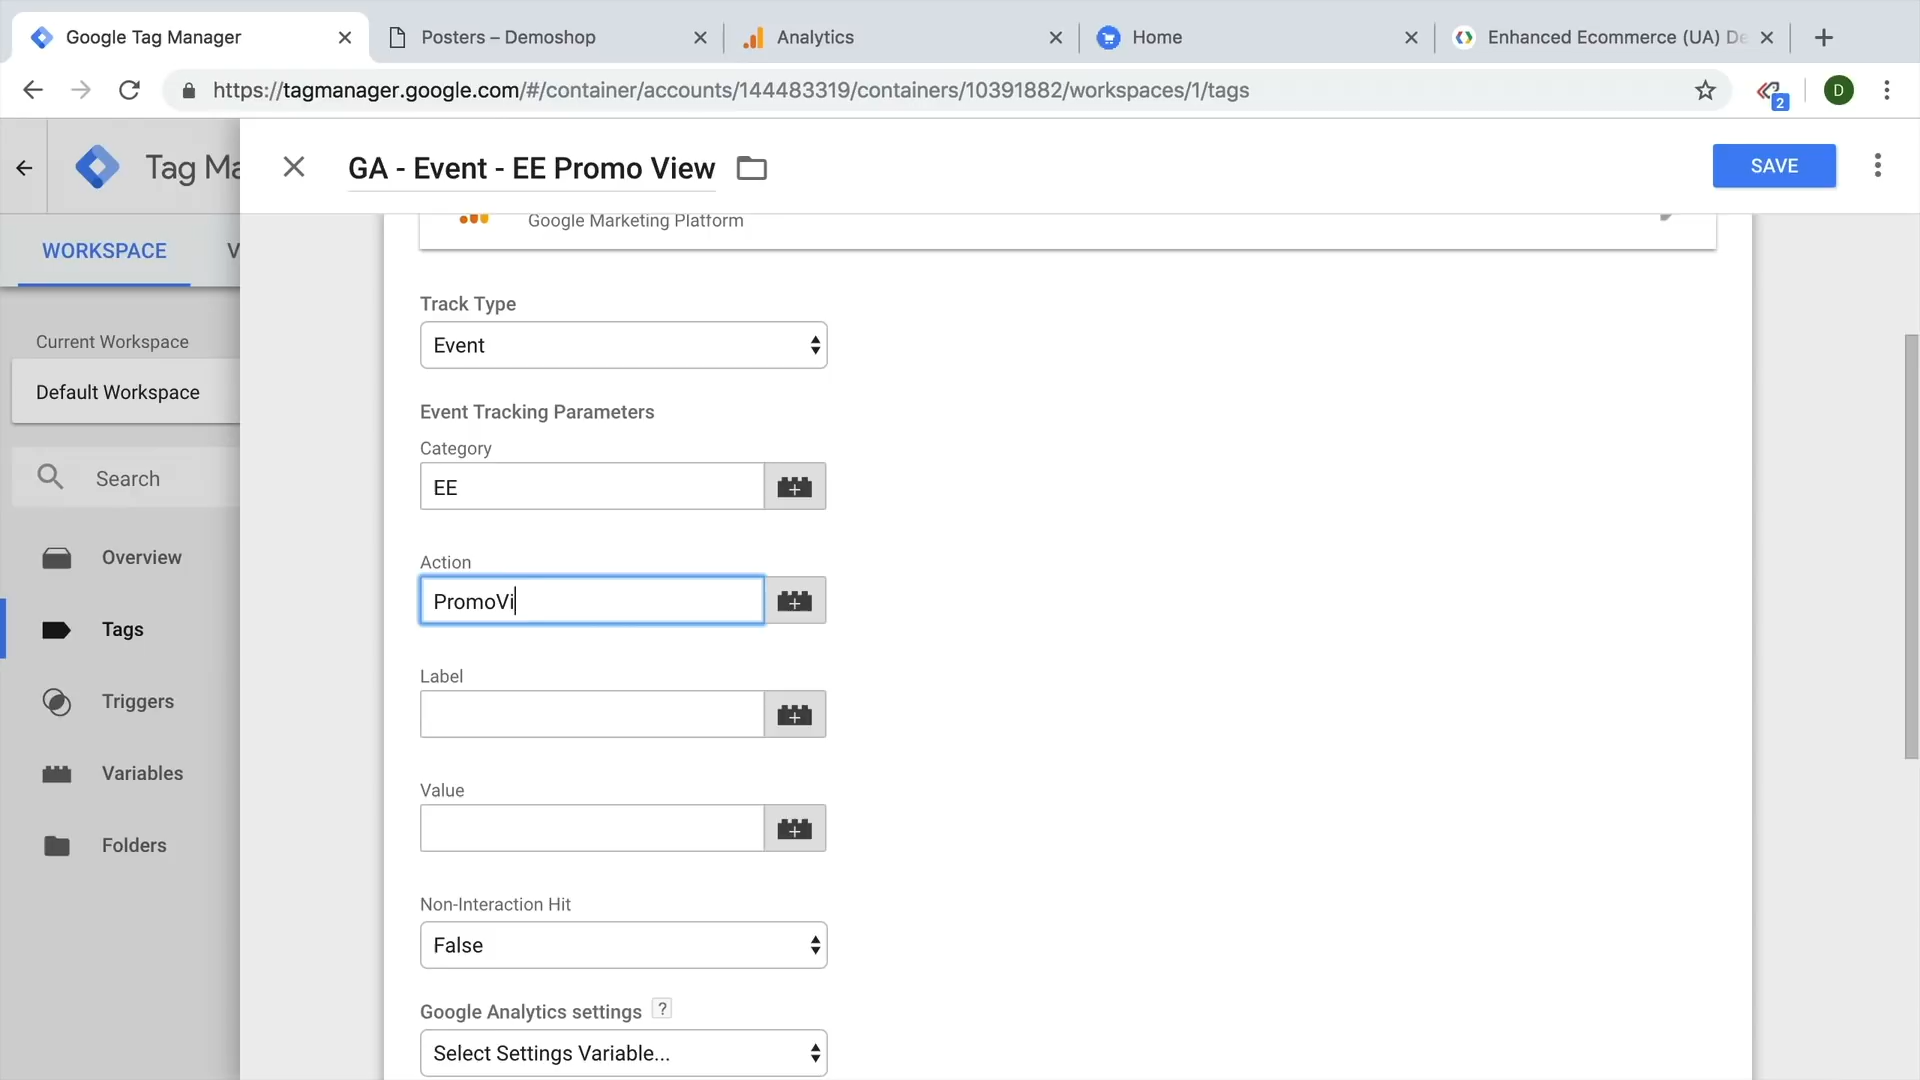 Google Tag Manager
Posters – Demoshop
Analytics
Home
Enhanced Ecommerce (UA) De
https://tagmanager.google.com/#/container/accounts/144483319/containers/10391882/workspaces/1/tags
2
D
Tag Ma
GA - Event - EE Promo View
SAVE
Google Marketing Platform
WORKSPACE
V
Track Type
Event
Current Workspace
Default Workspace
Event Tracking Parameters
Category
EE
Search
Overview
Action
PromoVi
Tags
Label
Triggers
Variables
Value
Folders
Non-Interaction Hit
False
Google Analytics settings ?
Select Settings Variable...